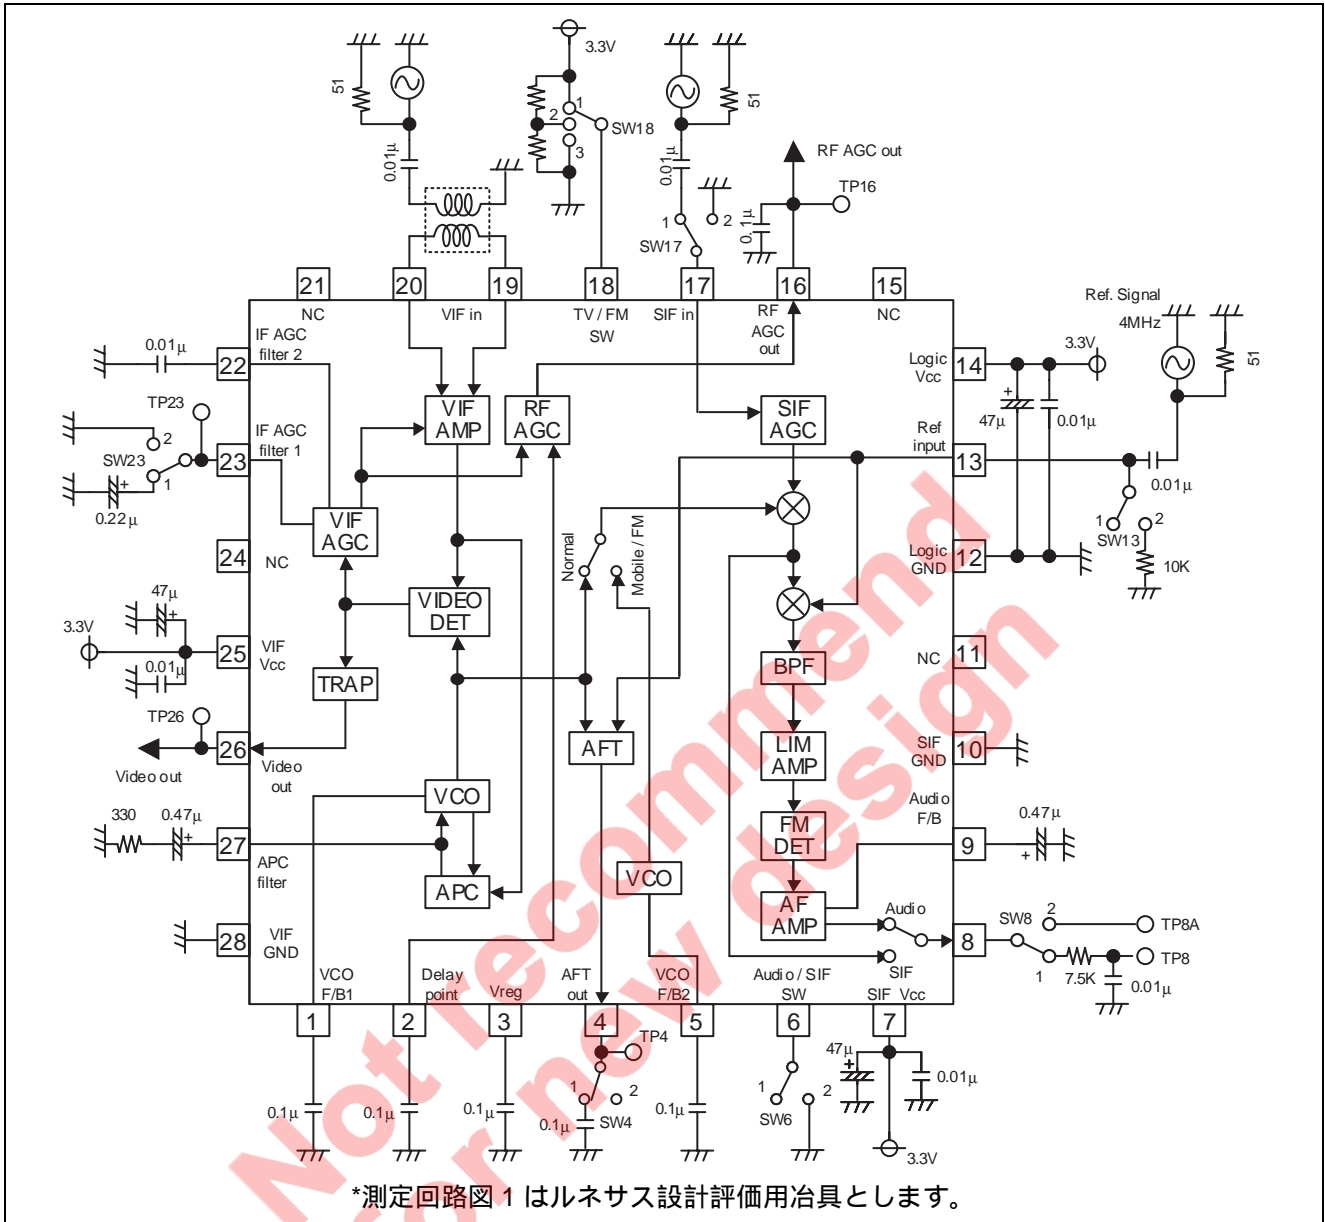 3.3V
51
0.01μ
1
2
3
SW18
51
0.01μ
1
2
SW17
RF AGC out
TP16
0.1μ
21
20
19
18
17
16
15
NC
VIF in
TV / FM
SW
SIF in
RF
AGC
out
NC
Ref. Signal
4MHz
51
0.01μ
22
IF AGC
filter 2
TP23
2
SW23
1
0.22μ
+
23
IF AGC
filter 1
VIF
AMP
RF
AGC
SIF
AGC
Logic
Vcc
14
3.3V
+
47μ
0.01μ
Ref
input
13
0.01μ
1
2
SW13
10K
VIF
AGC
24
NC
Normal
Mobile / FM
Logic
GND
12
47μ
+
3.3V
25
VIF
Vcc
0.01μ
VIDEO
DET
TRAP
BPF
NC
11
TP26
26
Video out
Video
out
AFT
LIM
AMP
SIF
GND
10
VCO
330
0.47μ
+
27
APC
filter
APC
FM
DET
Audio
F/B
9
0.47μ
+
VCO
AF
AMP
Audio
SIF
8
SW8
2
1
TP8A
7.5K
TP8
0.01μ
28
VIF
GND
VCO
F/B1
Delay
point
Vreg
AFT
out
VCO
F/B2
Audio / SIF
SW
SIF Vcc
1
2
3
4
5
6
7
TP4
1
2
SW4
0.1μ
0.1μ
0.1μ
0.1μ
0.1μ
1
2
SW6
47μ
+
0.01μ
3.3V
Not recommend
for new design
*測定回路図 1 はルネサス設計評価用冶具とします。